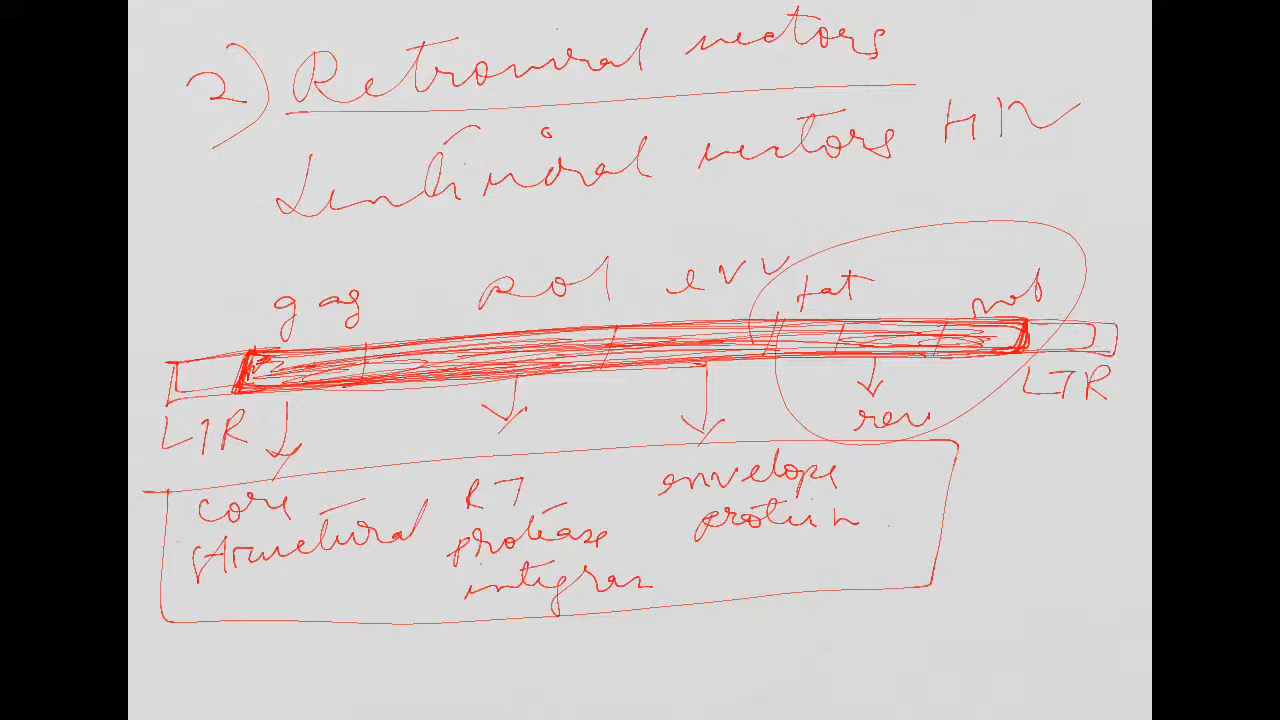 2) Retroviral vectors
Lentiviral vectors HIV
gag pol env tat nef
LTR rev LTR
core RT envelope
structural protease protein
integras